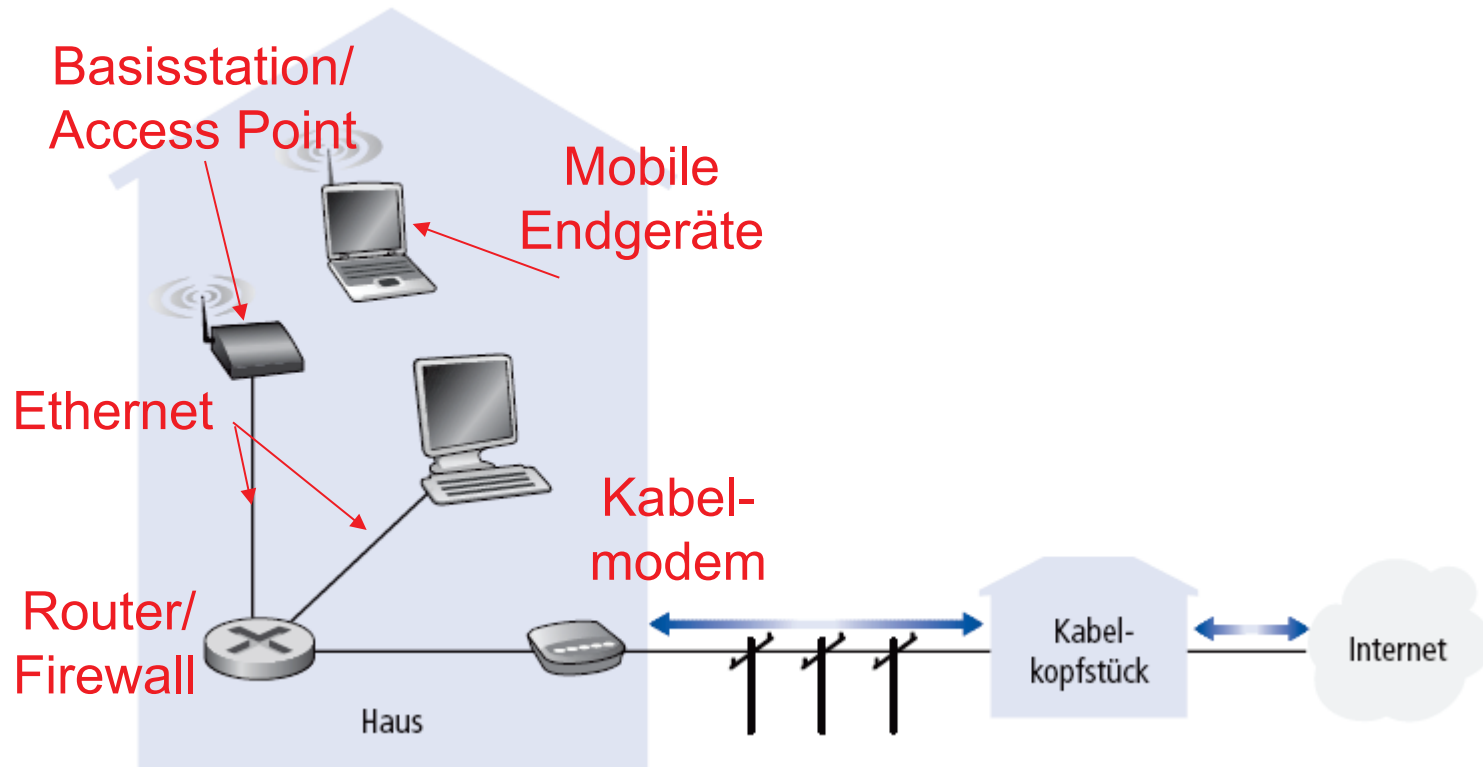 Basisstation/
Access Point
Mobile
Endgeräte
Ethernet
Kabel-
modem
Router/
Firewall
Haus
Kabel-
kopfstück
Internet